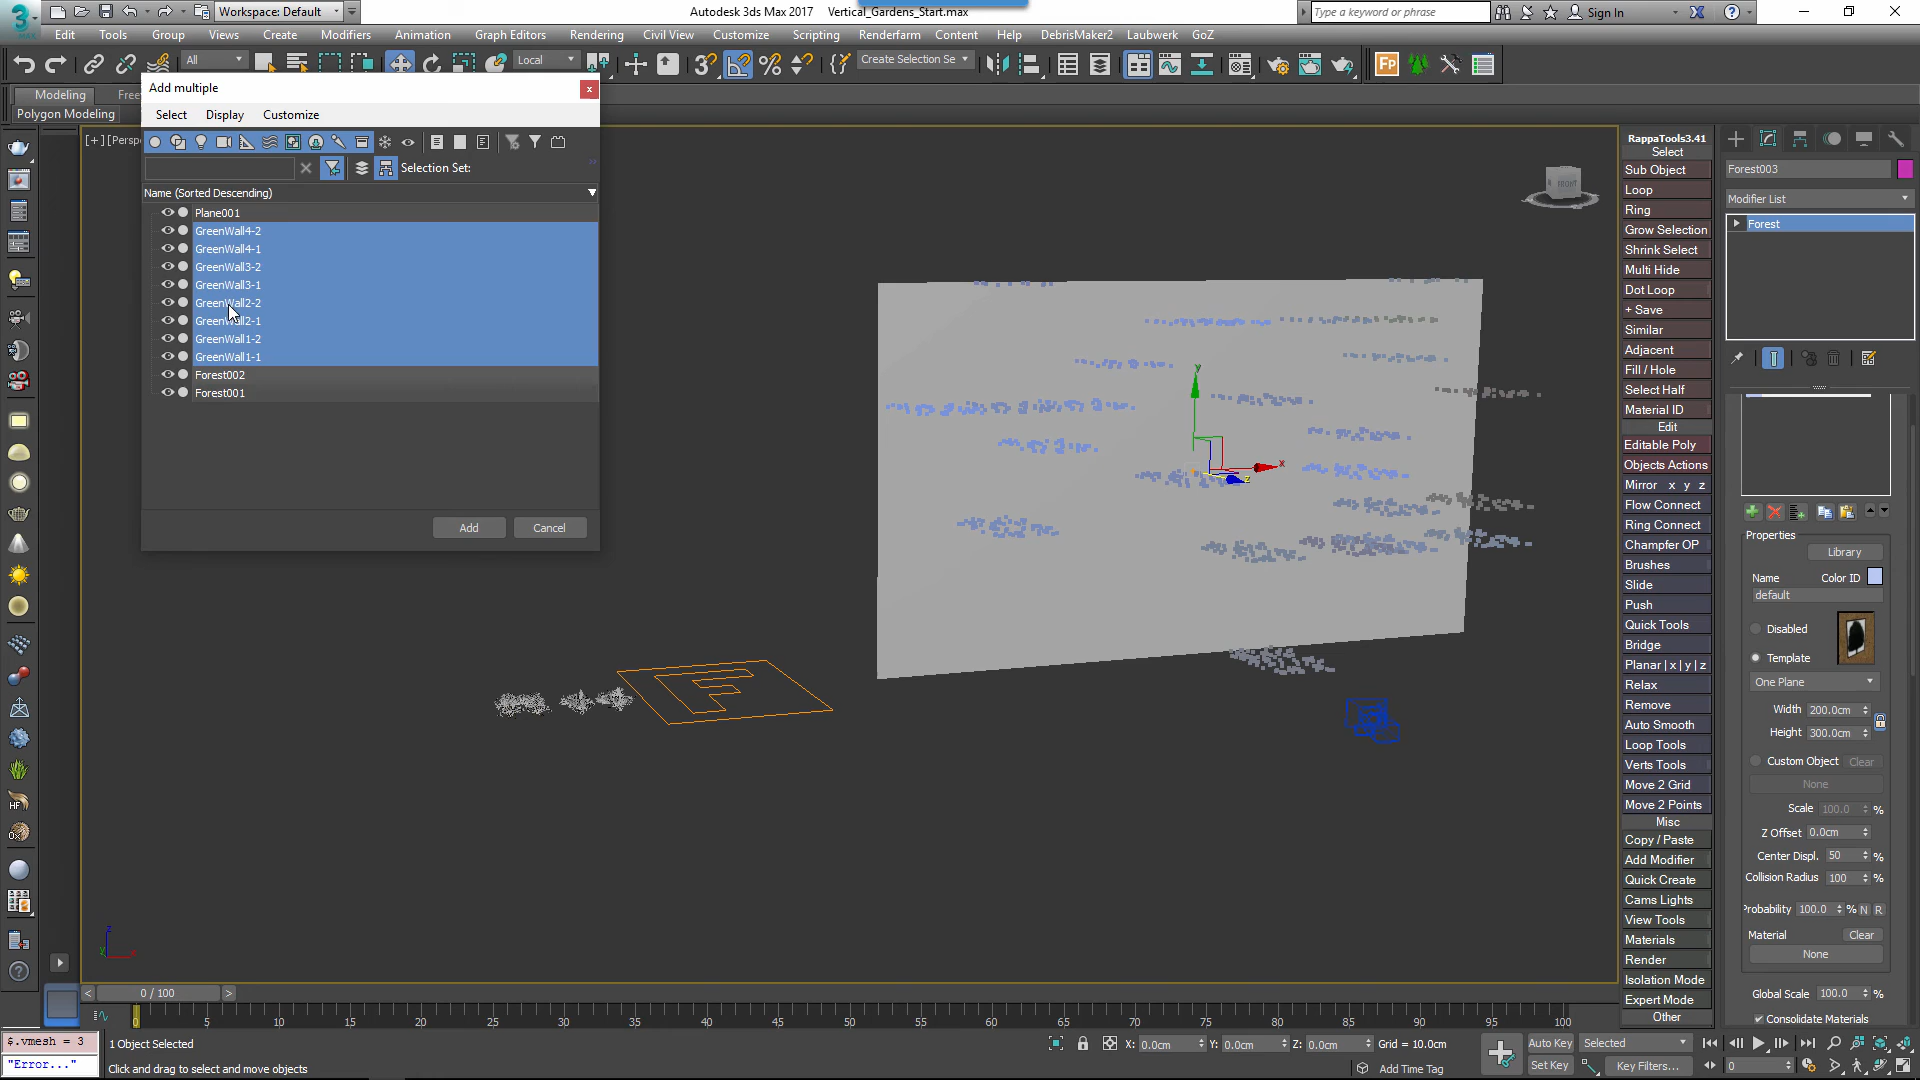 Workspace: Default
Autodesk 3ds Max 2017    Vertical_Gardens_Start.max
Type a keyword or phrase
Sign In
Edit Tools Group Views Create Modifiers Animation Graph Editors Rendering Civil View Customize Scripting Renderfarm Content Help DebrisMaker2 Laubwerk GoZ
All
Local
Create Selection Se
Modeling
Free
Polygon Modeling
Add multiple
Select Display Customize
Selection Set:
Name (Sorted Descending)
Plane001
GreenWall4-2
GreenWall4-1
GreenWall3-2
GreenWall3-1
GreenWall2-2
GreenWall2-1
GreenWall1-2
GreenWall1-1
Forest002
Forest001
Add
Cancel
[+] [Persp
FRONT
y
x
z
F
RappaTools3.41
Select
Sub Object
Loop
Ring
Grow Selection
Shrink Select
Multi Hide
Dot Loop
+ Save
Similar
Adjacent
Fill / Hole
Select Half
Material ID
Edit
Editable Poly
Objects Actions
Mirror x y z
Flow Connect
Ring Connect
Champfer OP
Brushes
Slide
Push
Quick Tools
Bridge
Planar | x | y | z
Relax
Remove
Auto Smooth
Loop Tools
Verts Tools
Move 2 Grid
Move 2 Points
Misc
Copy / Paste
Add Modifier
Quick Create
Cams Lights
View Tools
Materials
Render
Isolation Mode
Expert Mode
Other
Forest003
Modifier List
Forest
Properties
Library
Name
Color ID
default
Disabled
Template
One Plane
Width 200.0cm
Height 300.0cm
Custom Object Clear
None
Scale 100.0 %
Z Offset 0.0cm
Center Displ. 50 %
Collision Radius 100 %
Probability 100.0 % N R
Material Clear
None
Global Scale 100.0 %
Consolidate Materials
< 0 / 100 >
0 5 10 15 20 25 30 35 40 45 50 55 60 65 70 75 80 85 90 95 100
$.vmesh = 3
"Error..."
1 Object Selected
Click and drag to select and move objects
X: 0.0cm Y: 0.0cm Z: 0.0cm Grid = 10.0cm
Add Time Tag
Auto Key Selected
Set Key Key Filters...
0